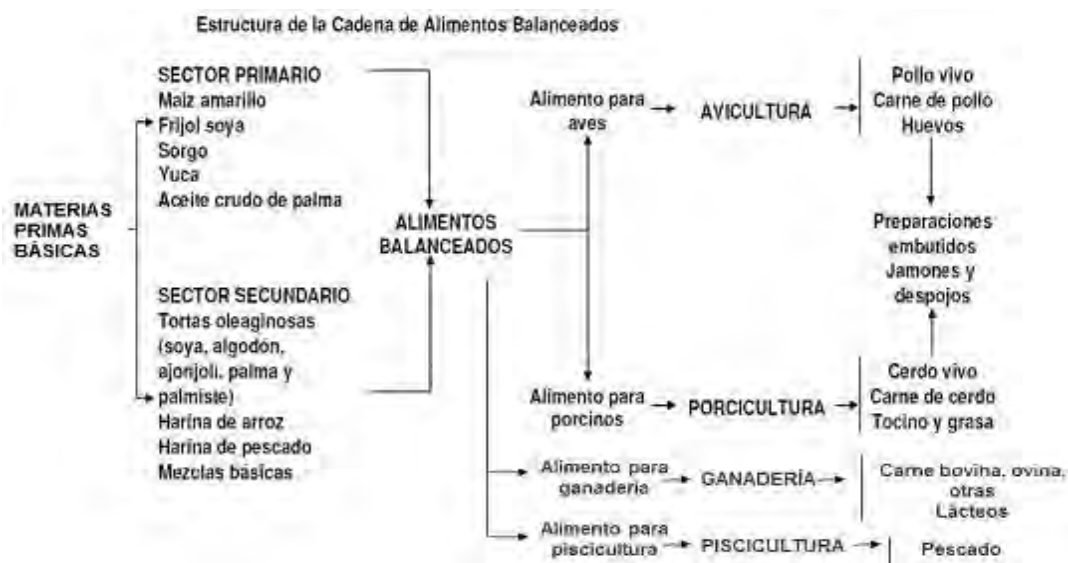 Estructura de la Cadena de Alimentos Balanceados
MATERIAS
PRIMAS
BÁSICAS
SECTOR PRIMARIO
Maiz amarillo
Frijol soya
Sorgo
Yuca
Aceite crudo de palma
SECTOR SECUNDARIO
Tortas oleaginosas
(soya, algodón,
ajonjoli, palma y
palmiste)
Harina de arroz
Harina de pescado
Mezclas básicas
ALIMENTOS
BALANCEADOS
Alimento para
aves
AVICULTURA
Pollo vivo
Carne de pollo
Huevos
Preparaciones
embutidos
Jamones y
despojos
Alimento para
porcinos
PORCICULTURA
Cerdo vivo
Carne de cerdo
Tocino y grasa
Alimento para
ganaderia
GANADERÍA
Carne bovina, ovina,
otras
Lácteos
Alimento para
piscicultura
PISCICULTURA
Pescado